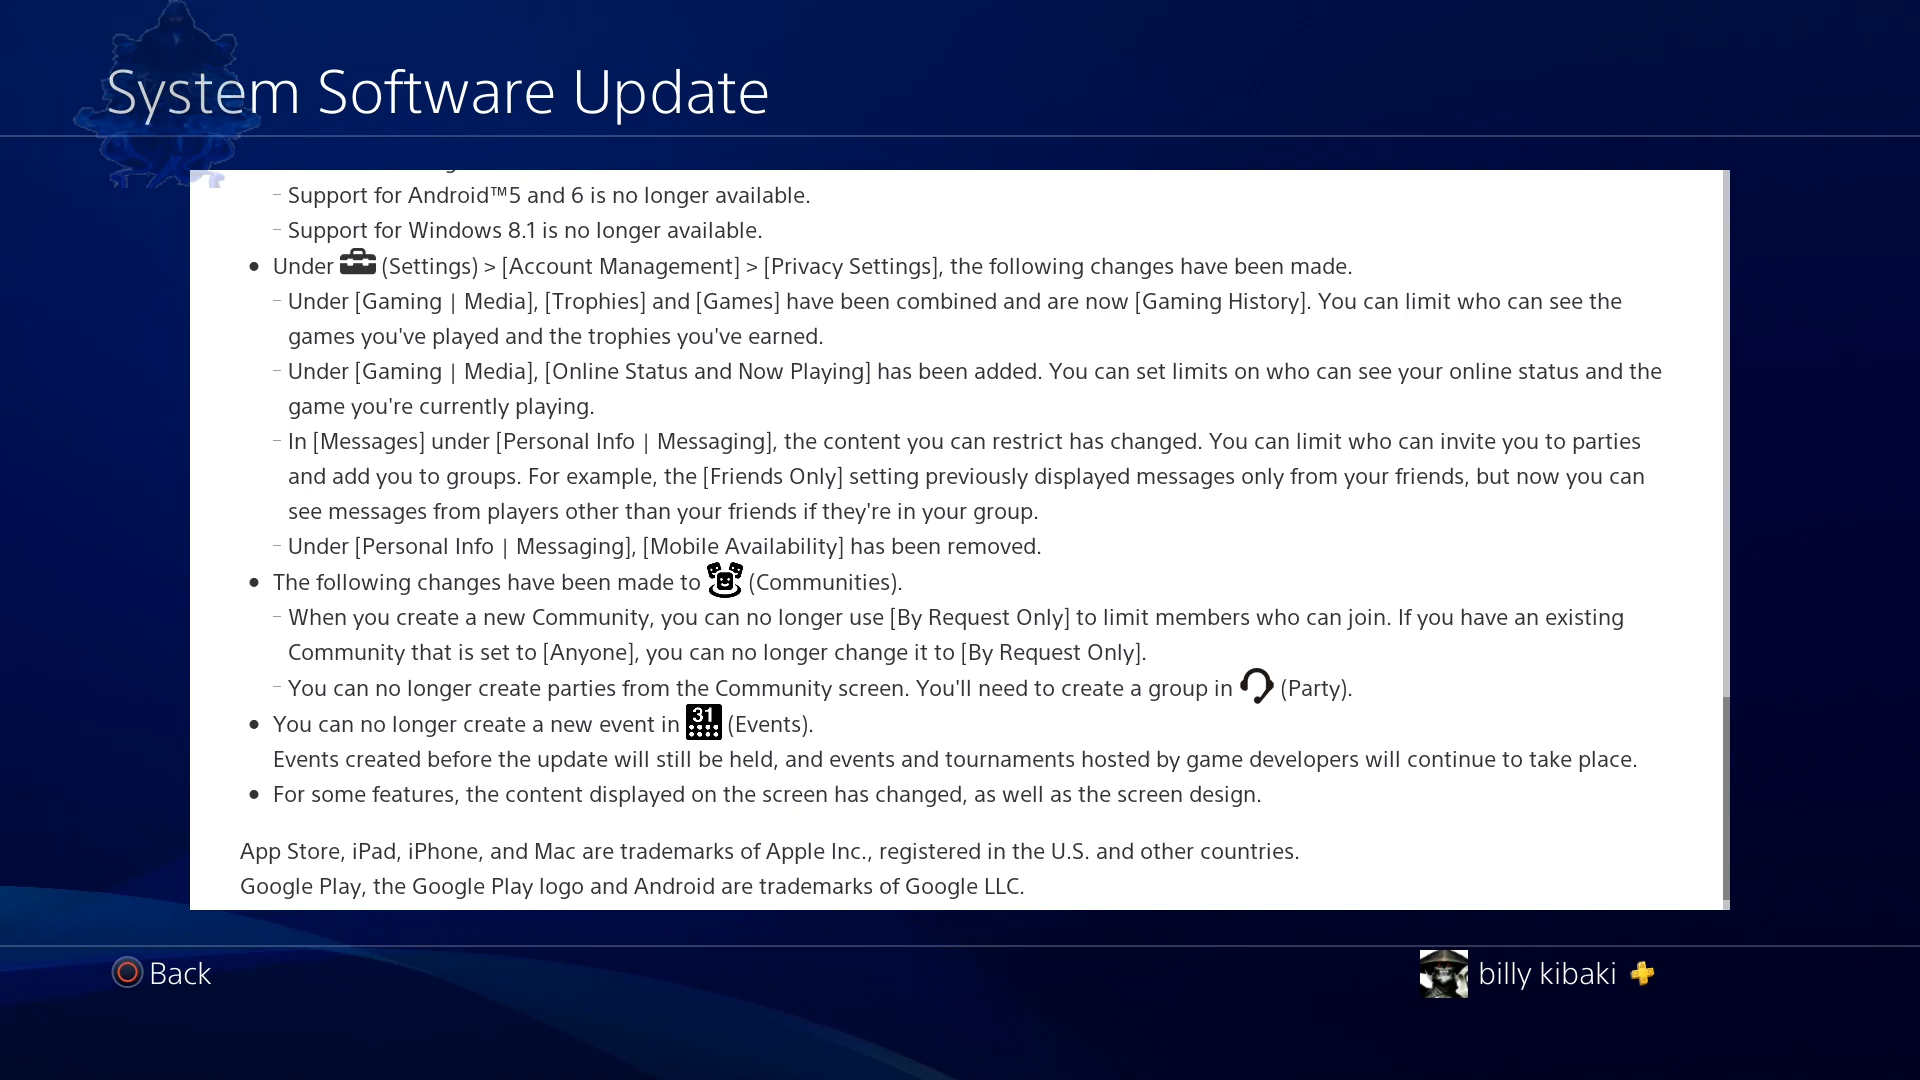 System Software Update
- Support for Android™5 and 6 is no longer available.
- Support for Windows 8.1 is no longer available.
• Under (Settings) > [Account Management] > [Privacy Settings], the following changes have been made.
- Under [Gaming | Media], [Trophies] and [Games] have been combined and are now [Gaming History]. You can limit who can see the
games you've played and the trophies you've earned.
- Under [Gaming | Media], [Online Status and Now Playing] has been added. You can set limits on who can see your online status and the
game you're currently playing.
- In [Messages] under [Personal Info | Messaging], the content you can restrict has changed. You can limit who can invite you to parties
and add you to groups. For example, the [Friends Only] setting previously displayed messages only from your friends, but now you can
see messages from players other than your friends if they're in your group.
- Under [Personal Info | Messaging], [Mobile Availability] has been removed.
• The following changes have been made to (Communities).
- When you create a new Community, you can no longer use [By Request Only] to limit members who can join. If you have an existing
Community that is set to [Anyone], you can no longer change it to [By Request Only].
- You can no longer create parties from the Community screen. You'll need to create a group in (Party).
• You can no longer create a new event in 31 (Events).
Events created before the update will still be held, and events and tournaments hosted by game developers will continue to take place.
• For some features, the content displayed on the screen has changed, as well as the screen design.
App Store, iPad, iPhone, and Mac are trademarks of Apple Inc., registered in the U.S. and other countries.
Google Play, the Google Play logo and Android are trademarks of Google LLC.
Back
billy kibaki